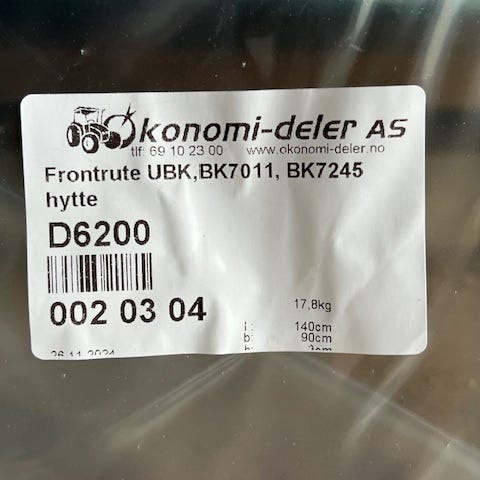 Økonomi-deler AS
tlf: 69 10 23 00 www.okonomi-deler.no
Frontrute UBK,BK7011, BK7245
hytte
D6200
002 03 04
17,8kg
l: 140cm
b: 90cm
26.11.2024